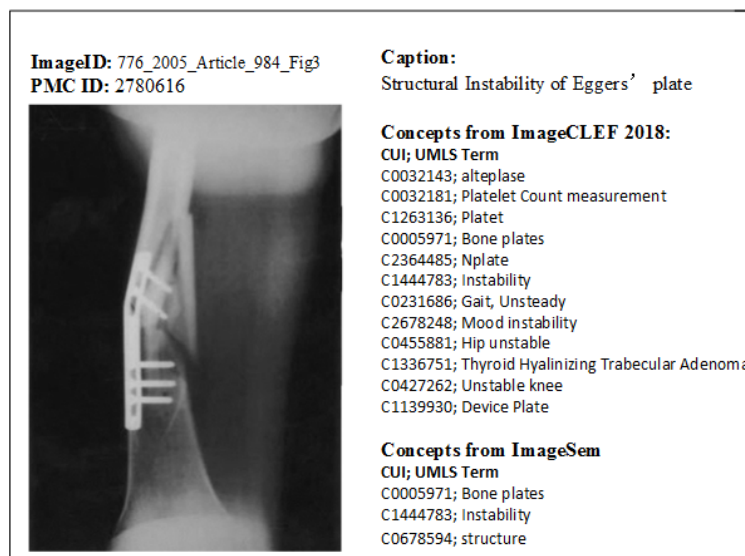 ImageID: 776_2005_Article_984_Fig3
PMC ID: 2780616
Caption:
Structural Instability of Eggers’ plate
Concepts from ImageCLEF 2018:
CUI; UMLS Term
C0032143; alteplase
C0032181; Platelet Count measurement
C1263136; Platet
C0005971; Bone plates
C2364485; Nplate
C1444783; Instability
C0231686; Gait, Unsteady
C2678248; Mood instability
C0455881; Hip unstable
C1336751; Thyroid Hyalinizing Trabecular Adenoma
C0427262; Unstable knee
C1139930; Device Plate
Concepts from ImageSem
CUI; UMLS Term
C0005971; Bone plates
C1444783; Instability
C0678594; structure